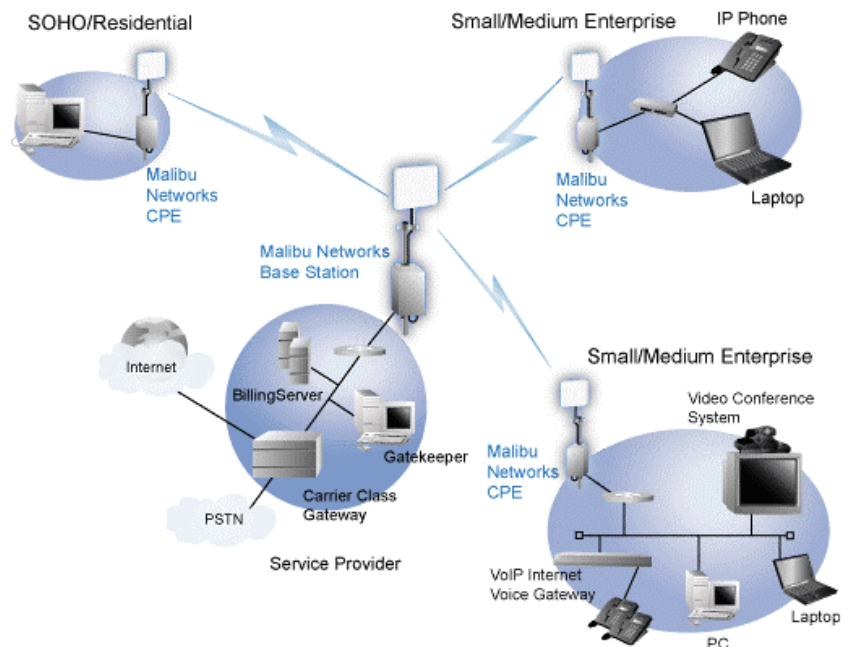 SOHO/Residential
Small/Medium Enterprise
IP Phone
Malibu
Networks
CPE
Malibu
Networks
CPE
Laptop
Malibu Networks
Base Station
Internet
BillingServer
Gatekeeper
Carrier Class
Gateway
PSTN
Service Provider
Small/Medium Enterprise
Video Conference
System
Malibu
Networks
CPE
VoIP Internet
Voice Gateway
PC
Laptop